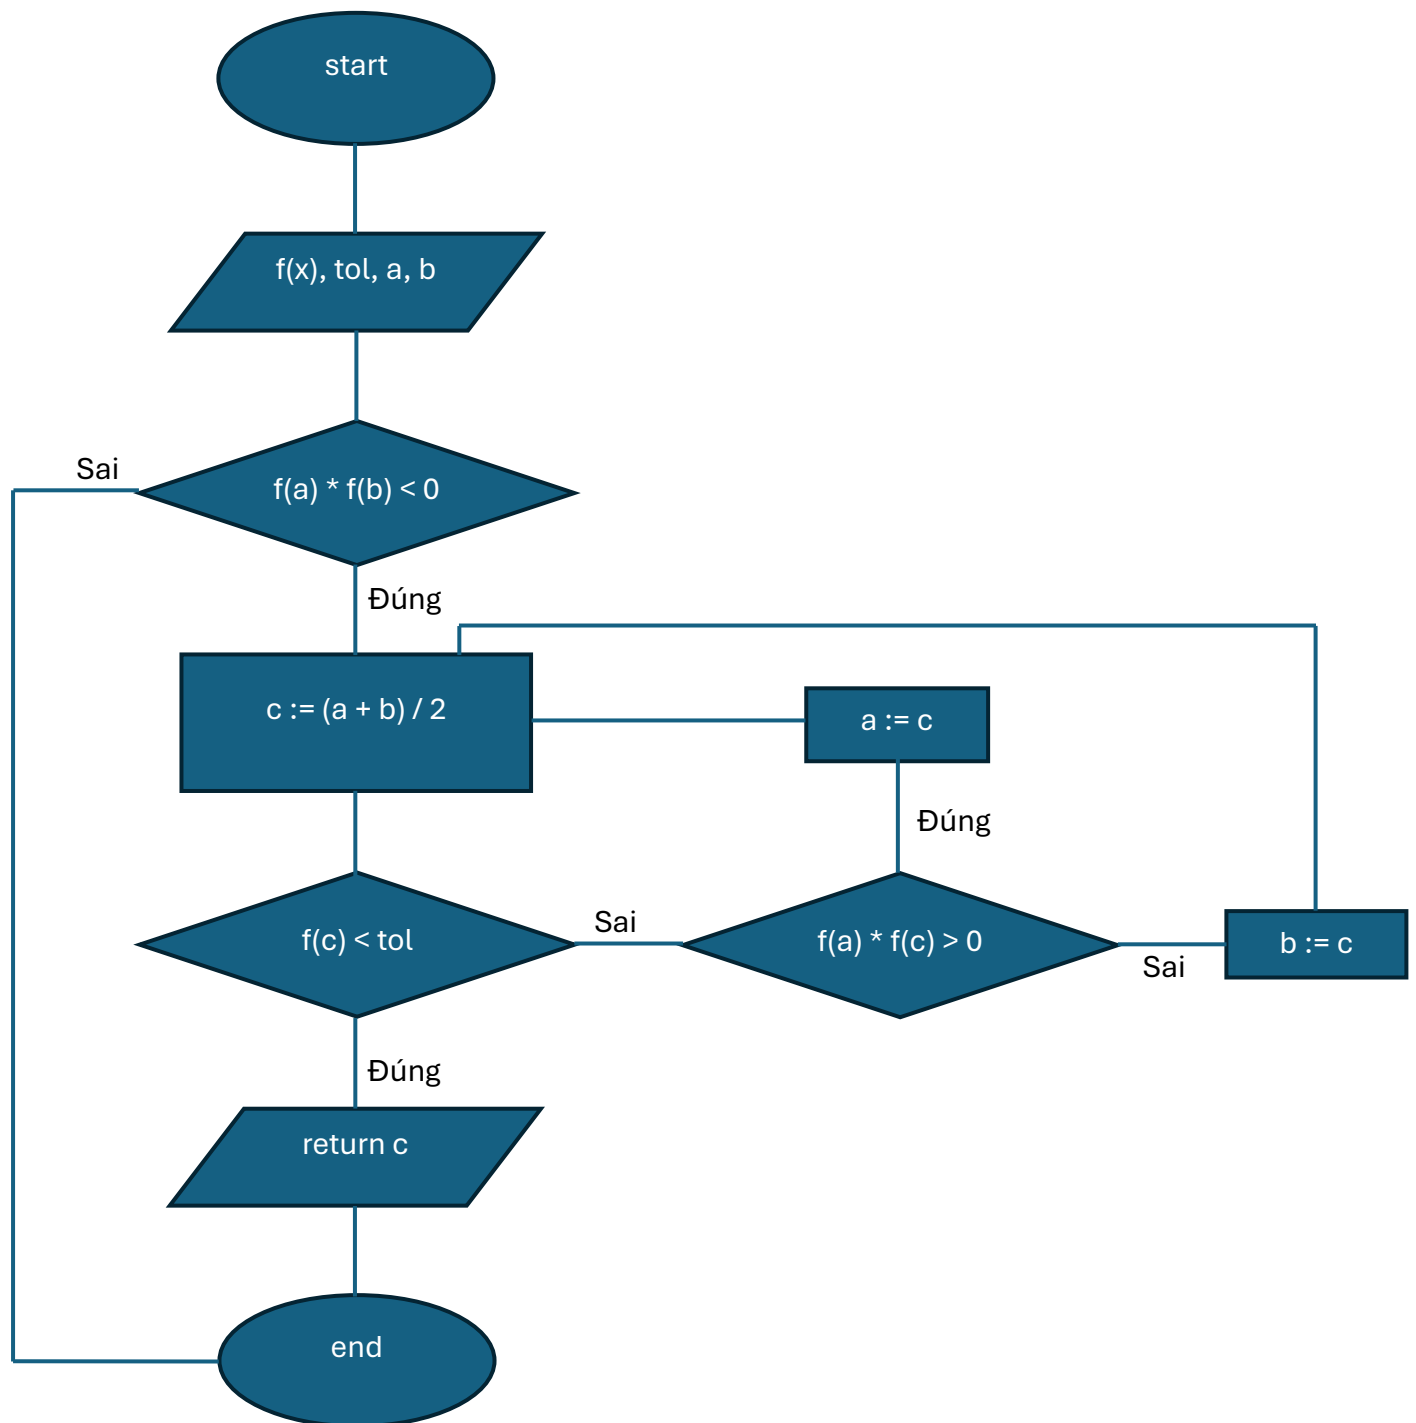 start
f(x), tol, a, b
Sai
f(a) * f(b) < 0
Đúng
c := (a + b) / 2
a := c
Đúng
f(c) < tol
Sai
f(a) * f(c) > 0
Sai
b := c
Đúng
return c
end